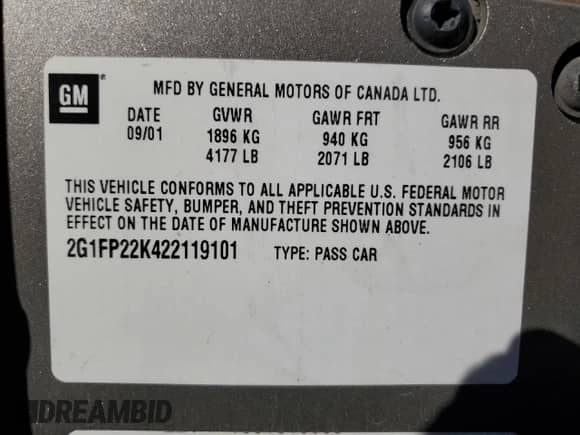 GM
MFD BY GENERAL MOTORS OF CANADA LTD.
DATE GVWR GAWR FRT GAWR RR
09/01 1896 KG 940 KG 956 KG
4177 LB 2071 LB 2106 LB
THIS VEHICLE CONFORMS TO ALL APPLICABLE U.S. FEDERAL MOTOR
VEHICLE SAFETY, BUMPER, AND THEFT PREVENTION STANDARDS IN
EFFECT ON THE DATE OF MANUFACTURE SHOWN ABOVE.
2G1FP22K422119101 TYPE: PASS CAR
IDREAMBID